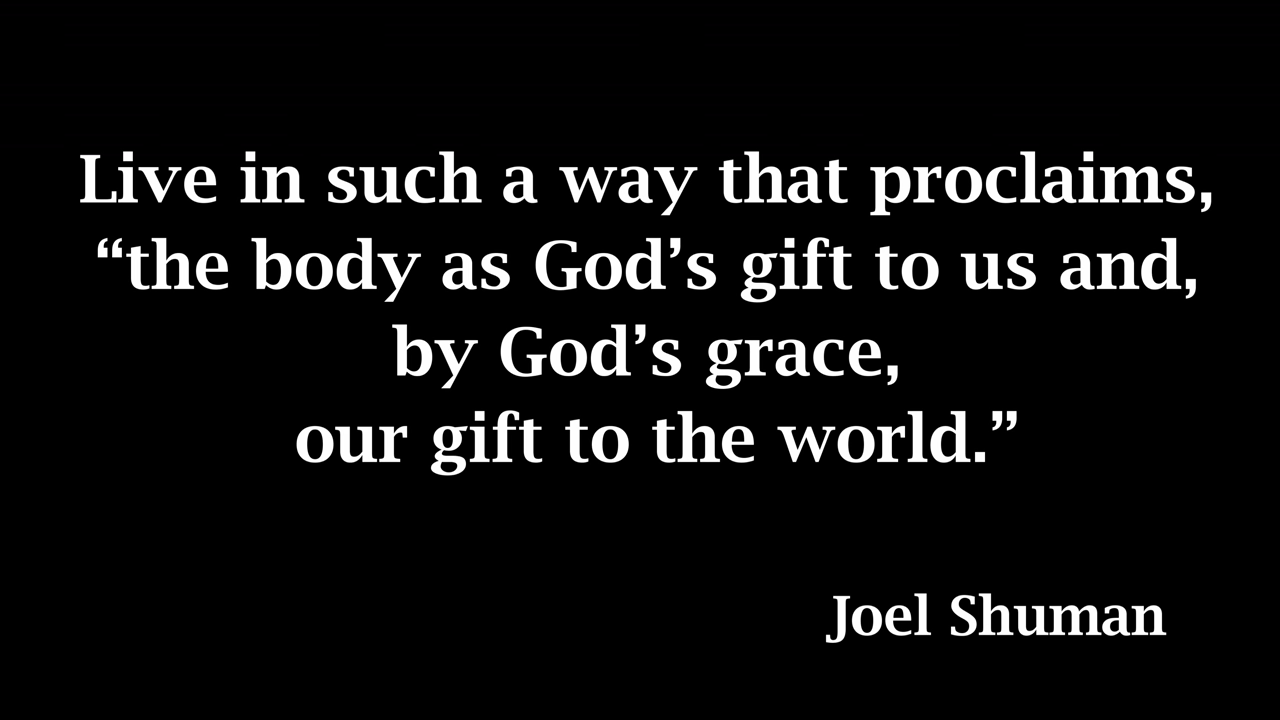 Live in such a way that proclaims,
“the body as God’s gift to us and,
by God’s grace,
our gift to the world.”
Joel Shuman